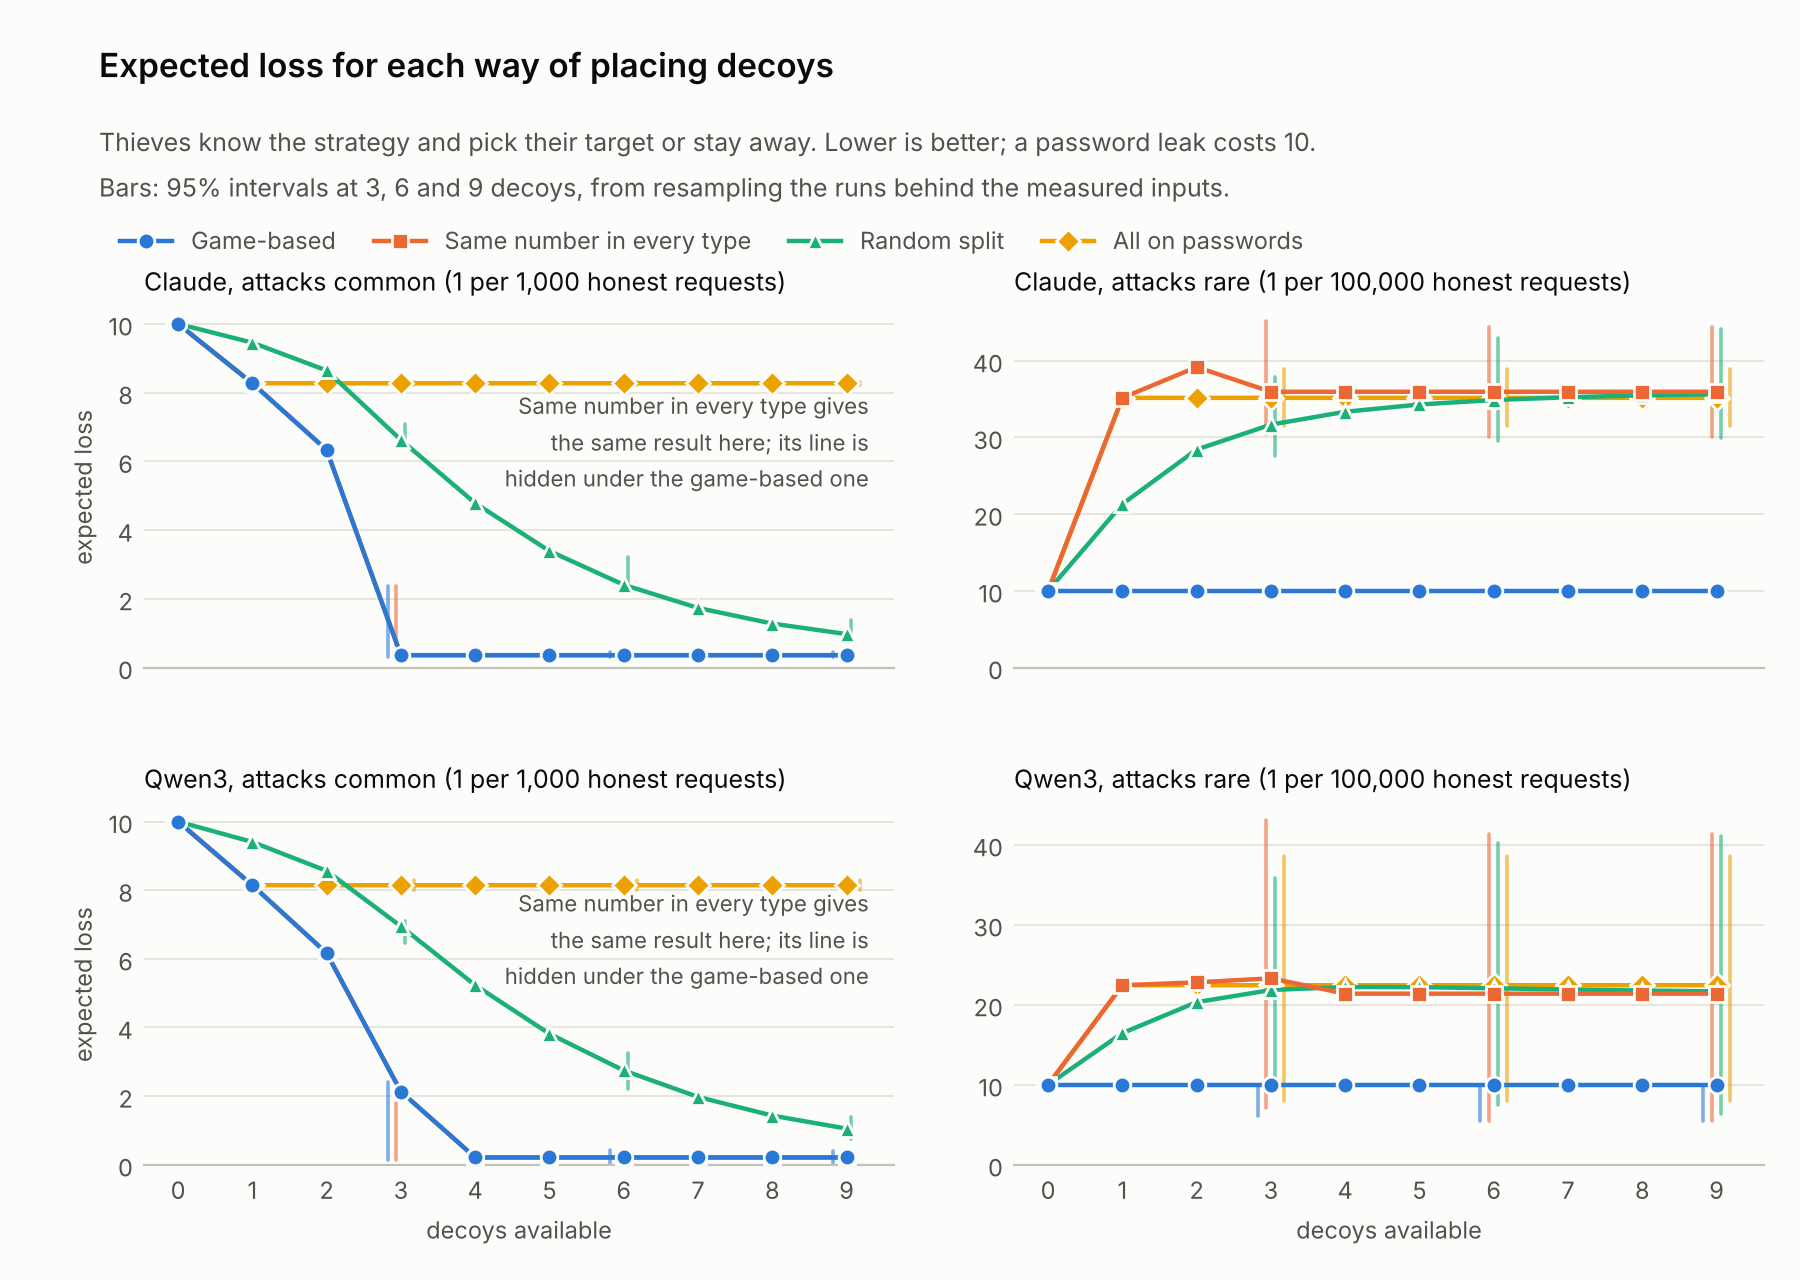 Expected loss for each way of placing decoys
Thieves know the strategy and pick their target or stay away. Lower is better; a password leak costs 10.
Bars: 95% intervals at 3, 6 and 9 decoys, from resampling the runs behind the measured inputs.
Game-based Same number in every type Random split All on passwords
Claude, attacks common (1 per 1,000 honest requests)
10
8
6
4
2
0
expected loss
Same number in every type gives
the same result here; its line is
hidden under the game-based one
Claude, attacks rare (1 per 100,000 honest requests)
40
30
20
10
0
Qwen3, attacks common (1 per 1,000 honest requests)
10
8
6
4
2
0
expected loss
Same number in every type gives
the same result here; its line is
hidden under the game-based one
0 1 2 3 4 5 6 7 8 9
decoys available
Qwen3, attacks rare (1 per 100,000 honest requests)
40
30
20
10
0
0 1 2 3 4 5 6 7 8 9
decoys available